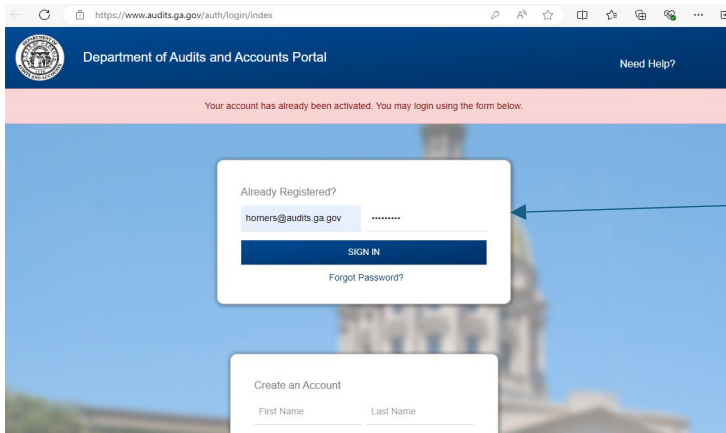 https://www.audits.ga.gov/auth/login/index
Department of Audits and Accounts Portal
Need Help?
Your account has already been activated. You may login using the form below.
Already Registered?
horners@audits.ga.gov •••••••••
SIGN IN
Forgot Password?
Create an Account
First Name Last Name